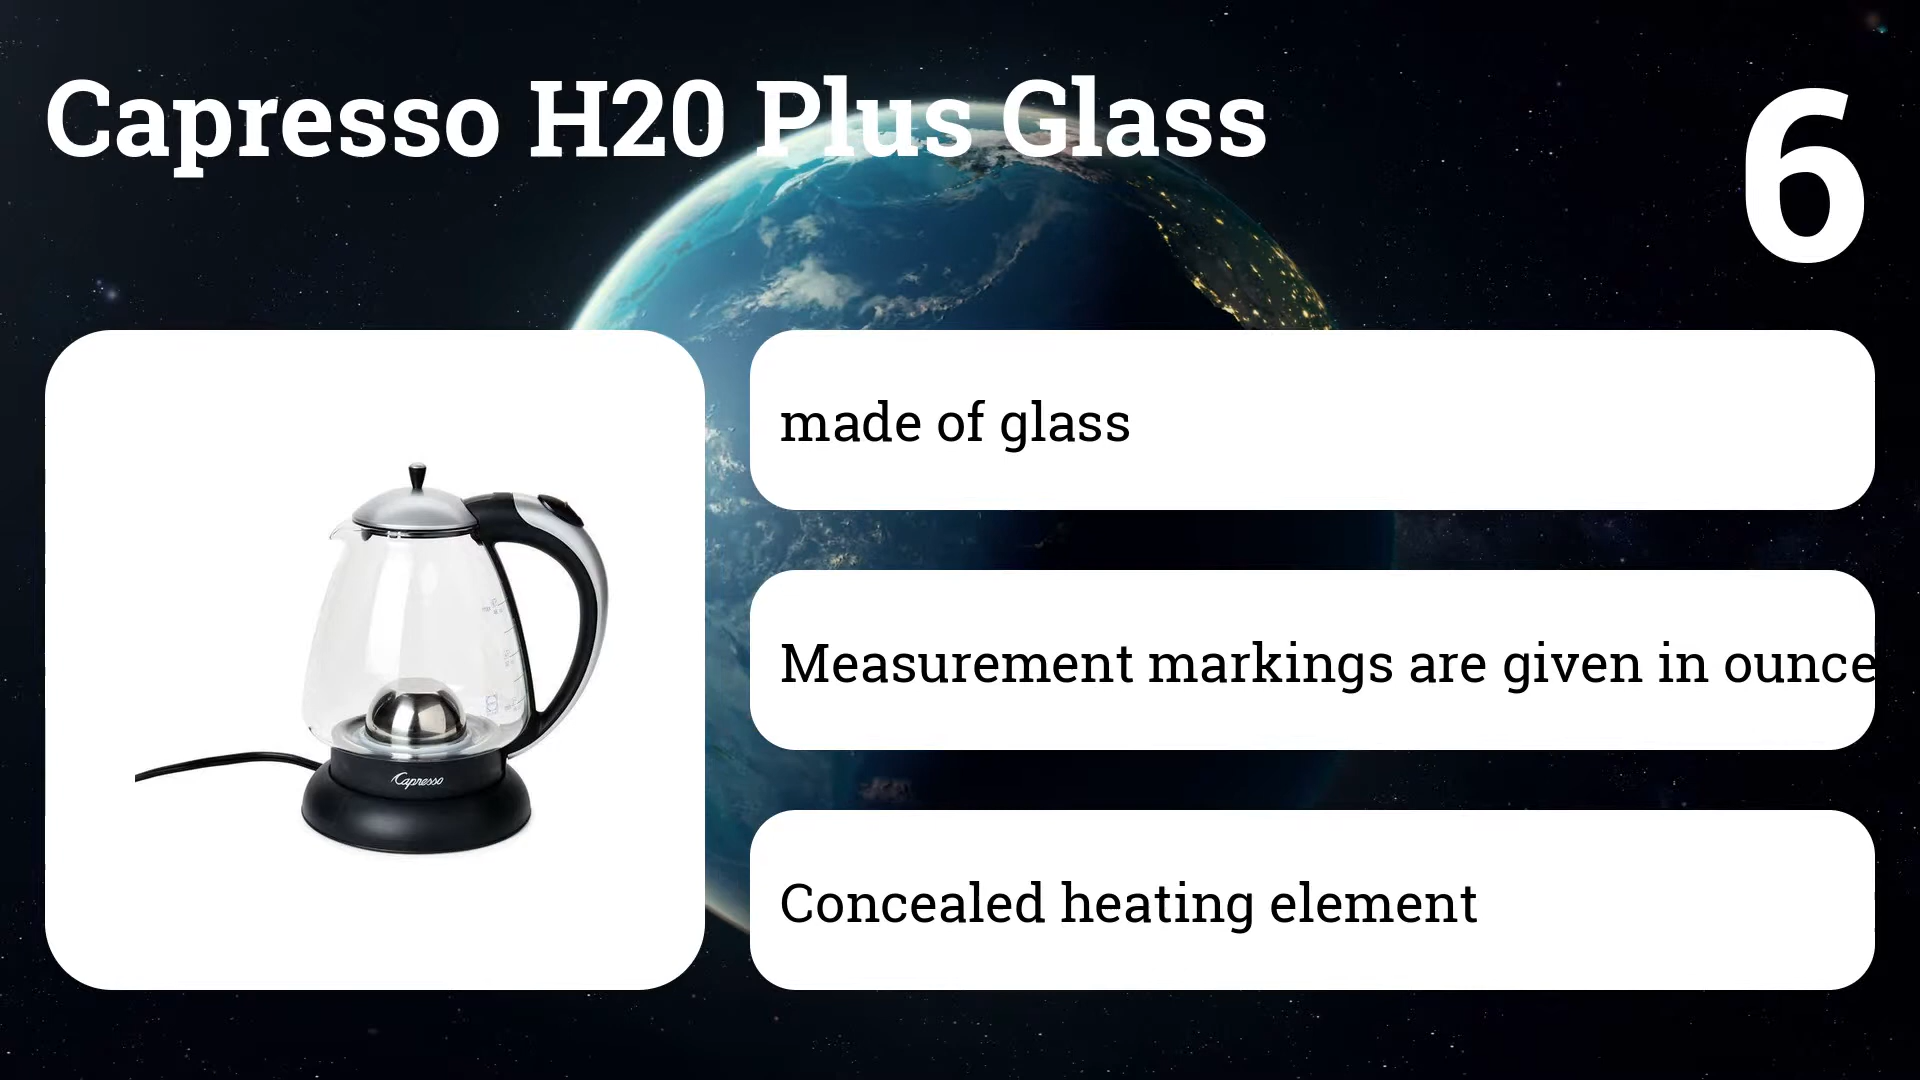 Capresso H20 Plus Glass
6
made of glass
Measurement markings are given in ounce
Concealed heating element
Capresso